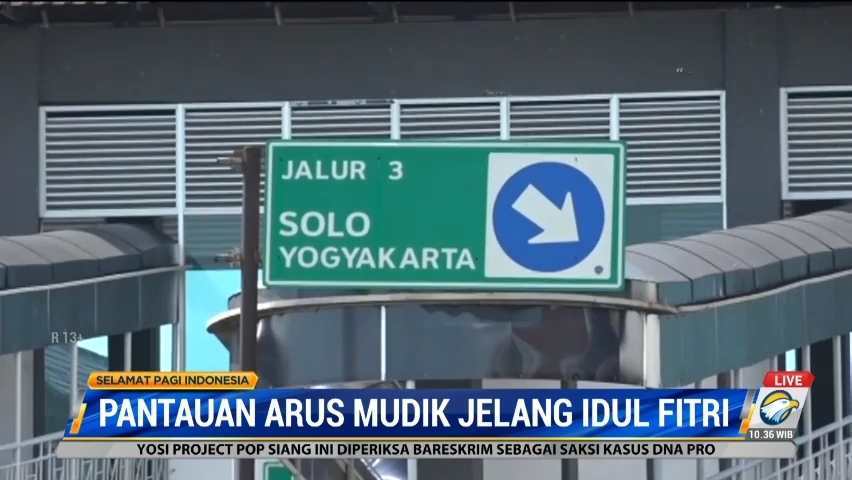 JALUR 3
SOLO
YOGYAKARTA
R 13+
SELAMAT PAGI INDONESIA
LIVE
PANTAUAN ARUS MUDIK JELANG IDUL FITRI
10.36 WIB
YOSI PROJECT POP SIANG INI DIPERIKSA BARESKRIM SEBAGAI SAKSI KASUS DNA PRO